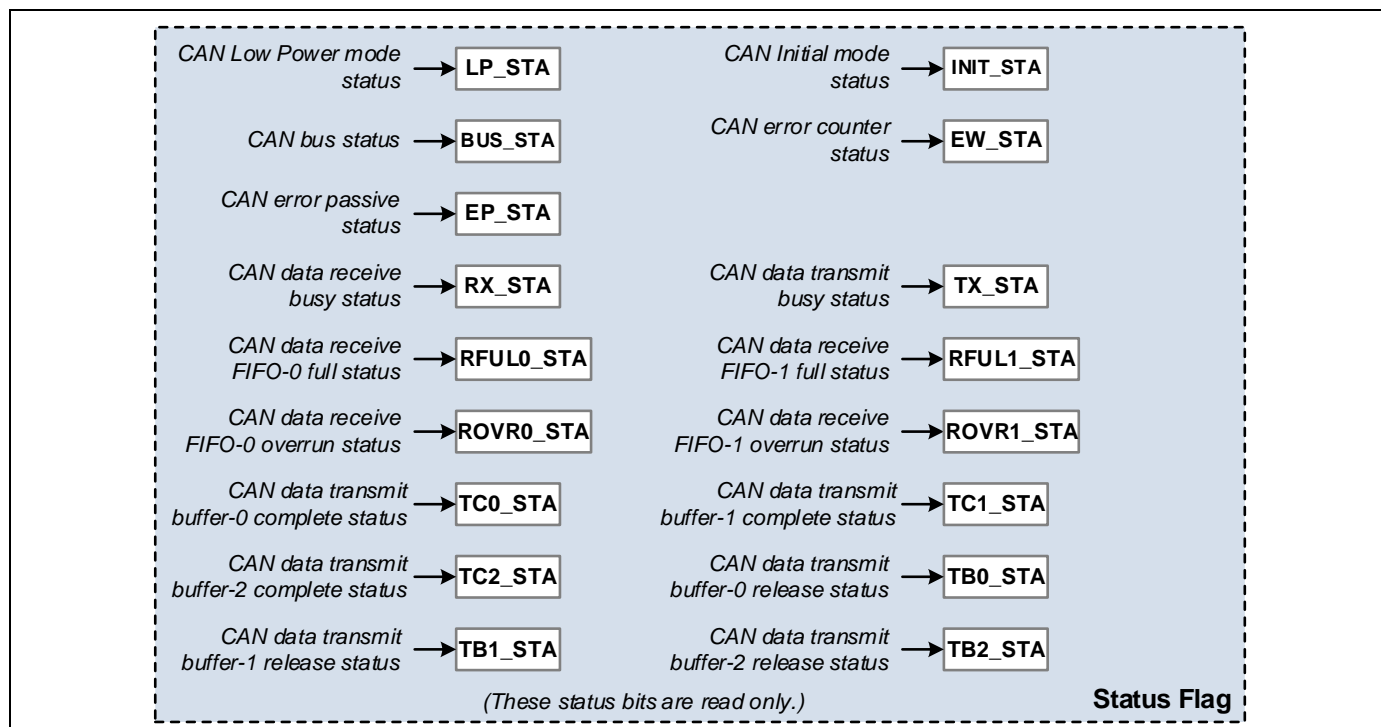 CAN Low Power mode
status
LP_STA
CAN Initial mode
status
INIT_STA
CAN bus status
BUS_STA
CAN error counter
status
EW_STA
CAN error passive
status
EP_STA
CAN data receive
busy status
RX_STA
CAN data transmit
busy status
TX_STA
CAN data receive
FIFO-0 full status
RFUL0_STA
CAN data receive
FIFO-1 full status
RFUL1_STA
CAN data receive
FIFO-0 overrun status
ROVR0_STA
CAN data receive
FIFO-1 overrun status
ROVR1_STA
CAN data transmit
buffer-0 complete status
TC0_STA
CAN data transmit
buffer-1 complete status
TC1_STA
CAN data transmit
buffer-2 complete status
TC2_STA
CAN data transmit
buffer-0 release status
TB0_STA
CAN data transmit
buffer-1 release status
TB1_STA
CAN data transmit
buffer-2 release status
TB2_STA
(These status bits are read only.)
Status Flag